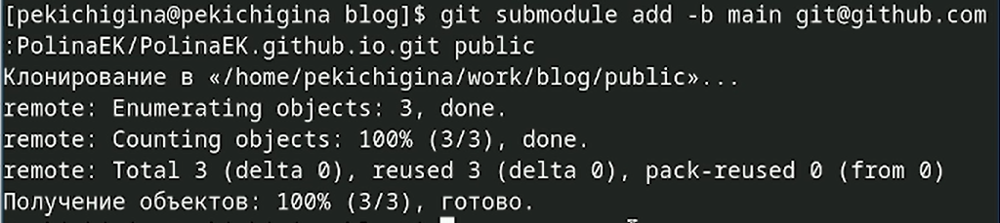 [pekichigina@pekichigina blog]$ git submodule add -b main git@github.com
:PolinaEK/PolinaEK.github.io.git public
Клонирование в «/home/pekichigina/work/blog/public»...
remote: Enumerating objects: 3, done.
remote: Counting objects: 100% (3/3), done.
remote: Total 3 (delta 0), reused 3 (delta 0), pack-reused 0 (from 0)
Получение объектов: 100% (3/3), готово.